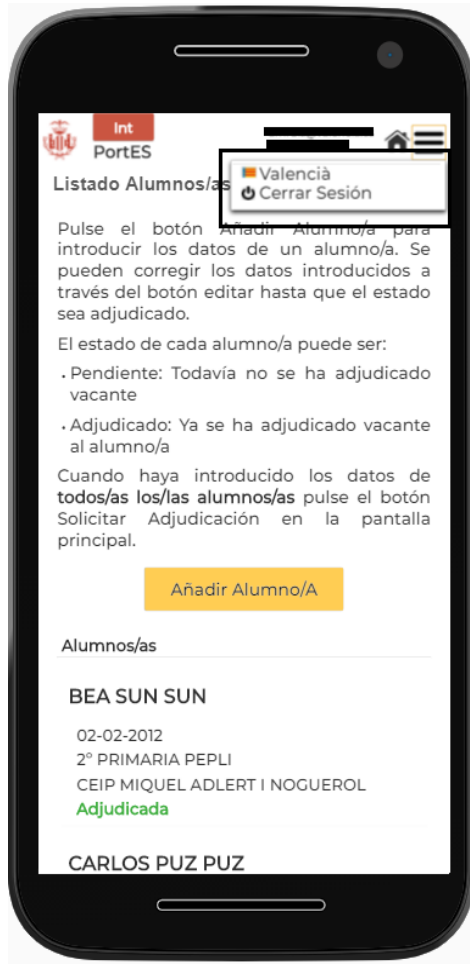 Int
PortES
Valencià
Cerrar Sesión
Listado Alumnos/as
Pulse el botón Añadir Alumno/a para
introducir los datos de un alumno/a. Se
pueden corregir los datos introducidos a
través del botón editar hasta que el estado
sea adjudicado.
El estado de cada alumno/a puede ser:
• Pendiente: Todavía no se ha adjudicado
vacante
• Adjudicado: Ya se ha adjudicado vacante
al alumno/a
Cuando haya introducido los datos de
todos/as los/las alumnos/as pulse el botón
Solicitar Adjudicación en la pantalla
principal.
Añadir Alumno/A
Alumnos/as
BEA SUN SUN
02-02-2012
2º PRIMARIA PEPLI
CEIP MIQUEL ADLERT I NOGUEROL
Adjudicada
CARLOS PUZ PUZ